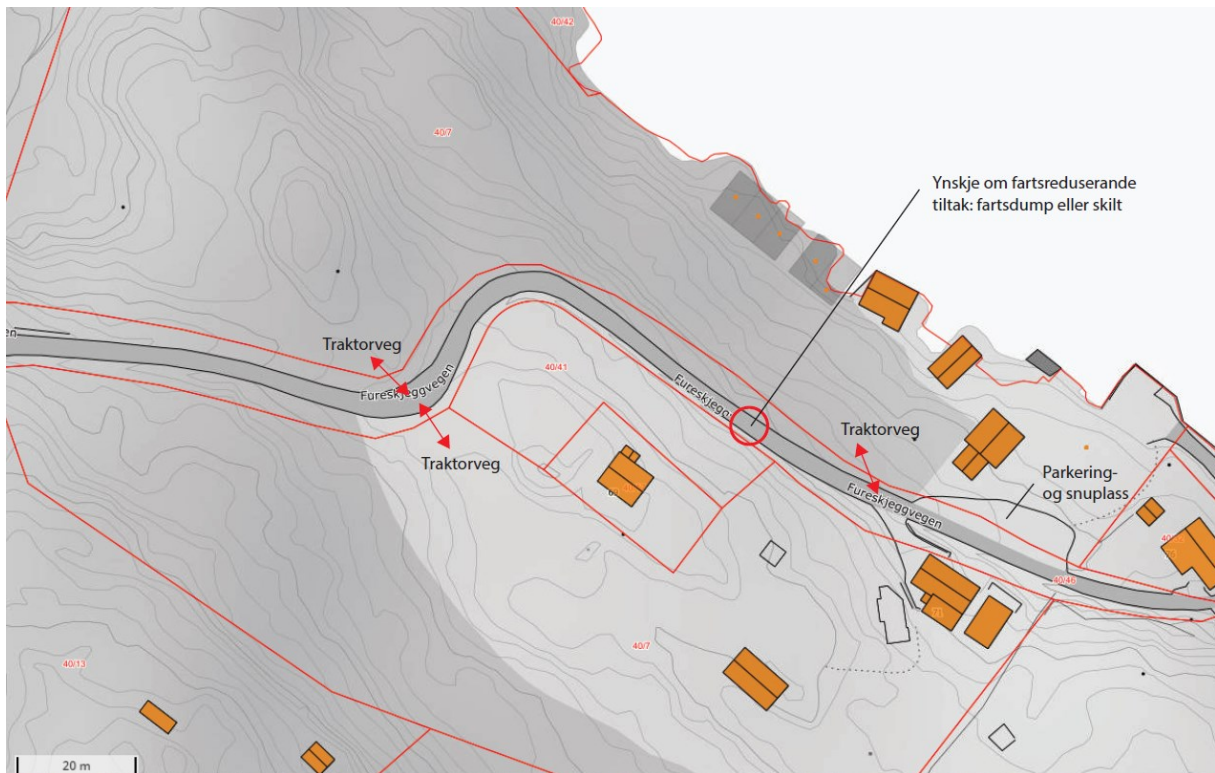 40/42
40/7
Ynskje om fartsreduserande
tiltak: fartsdump eller skilt
Traktorveg
Fureskjeggvegen
40/41
Traktorveg
Traktorveg
Fureskjeggvegen
Parkering-
og snuplass
40/46
40/7
40/13
71
20 m